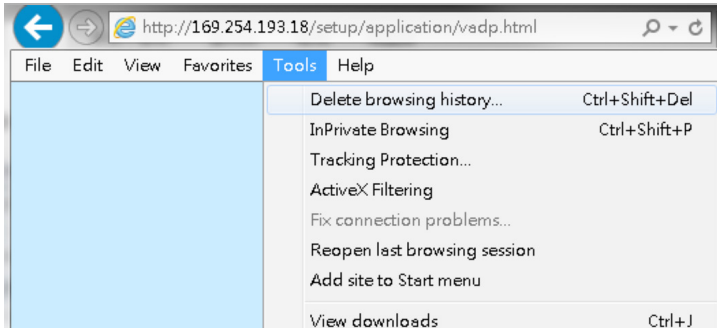 http://169.254.193.18/setup/application/vadp.html
File Edit View Favorites Tools Help
Delete browsing history... Ctrl+Shift+Del
InPrivate Browsing Ctrl+Shift+P
Tracking Protection...
ActiveX Filtering
Fix connection problems...
Reopen last browsing session
Add site to Start menu
View downloads Ctrl+J